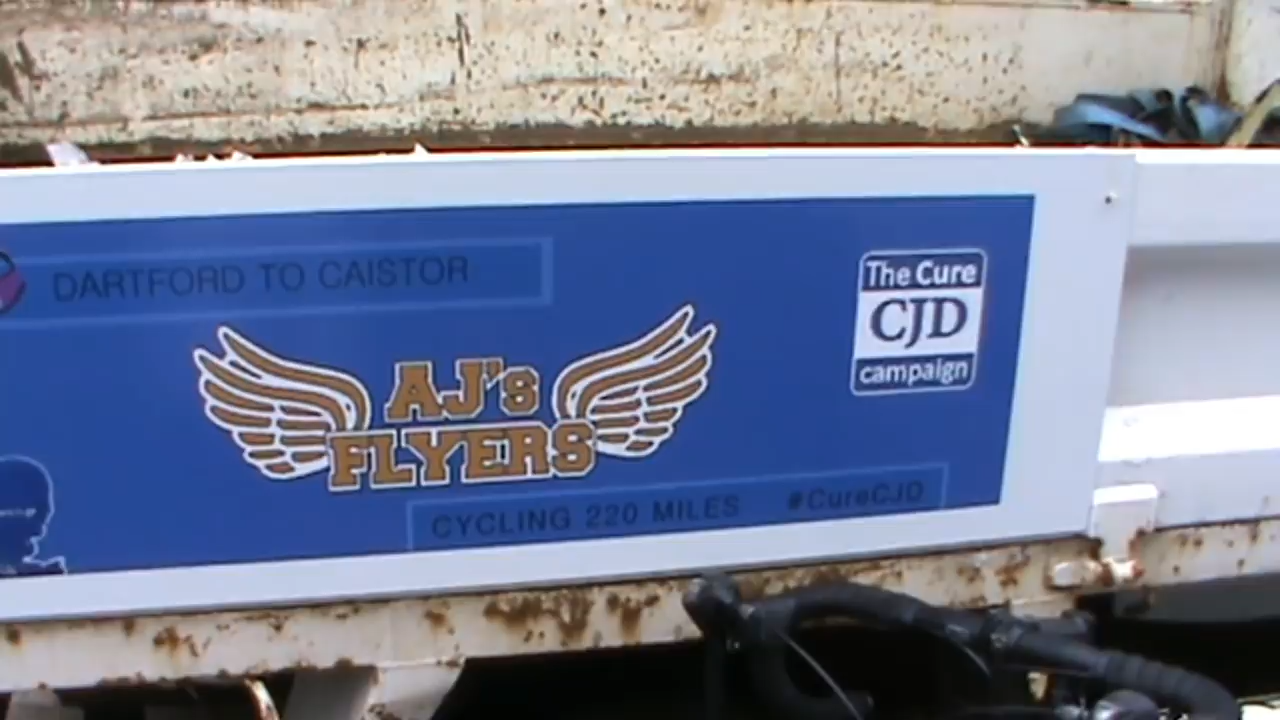 DARTFORD TO CAISTOR
The Cure
CJD
campaign
AJ's
FLYERS
CYCLING 220 MILES #CureCJD